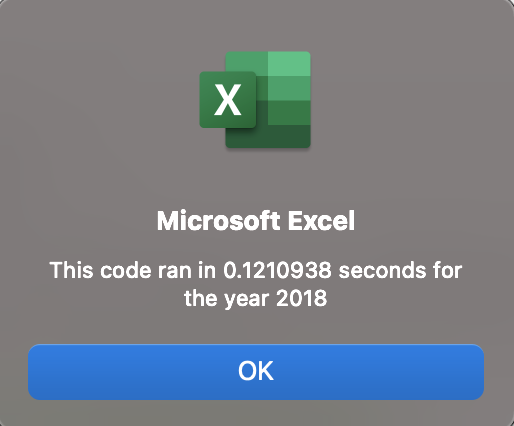 X
Microsoft Excel
This code ran in 0.1210938 seconds for
the year 2018
OK